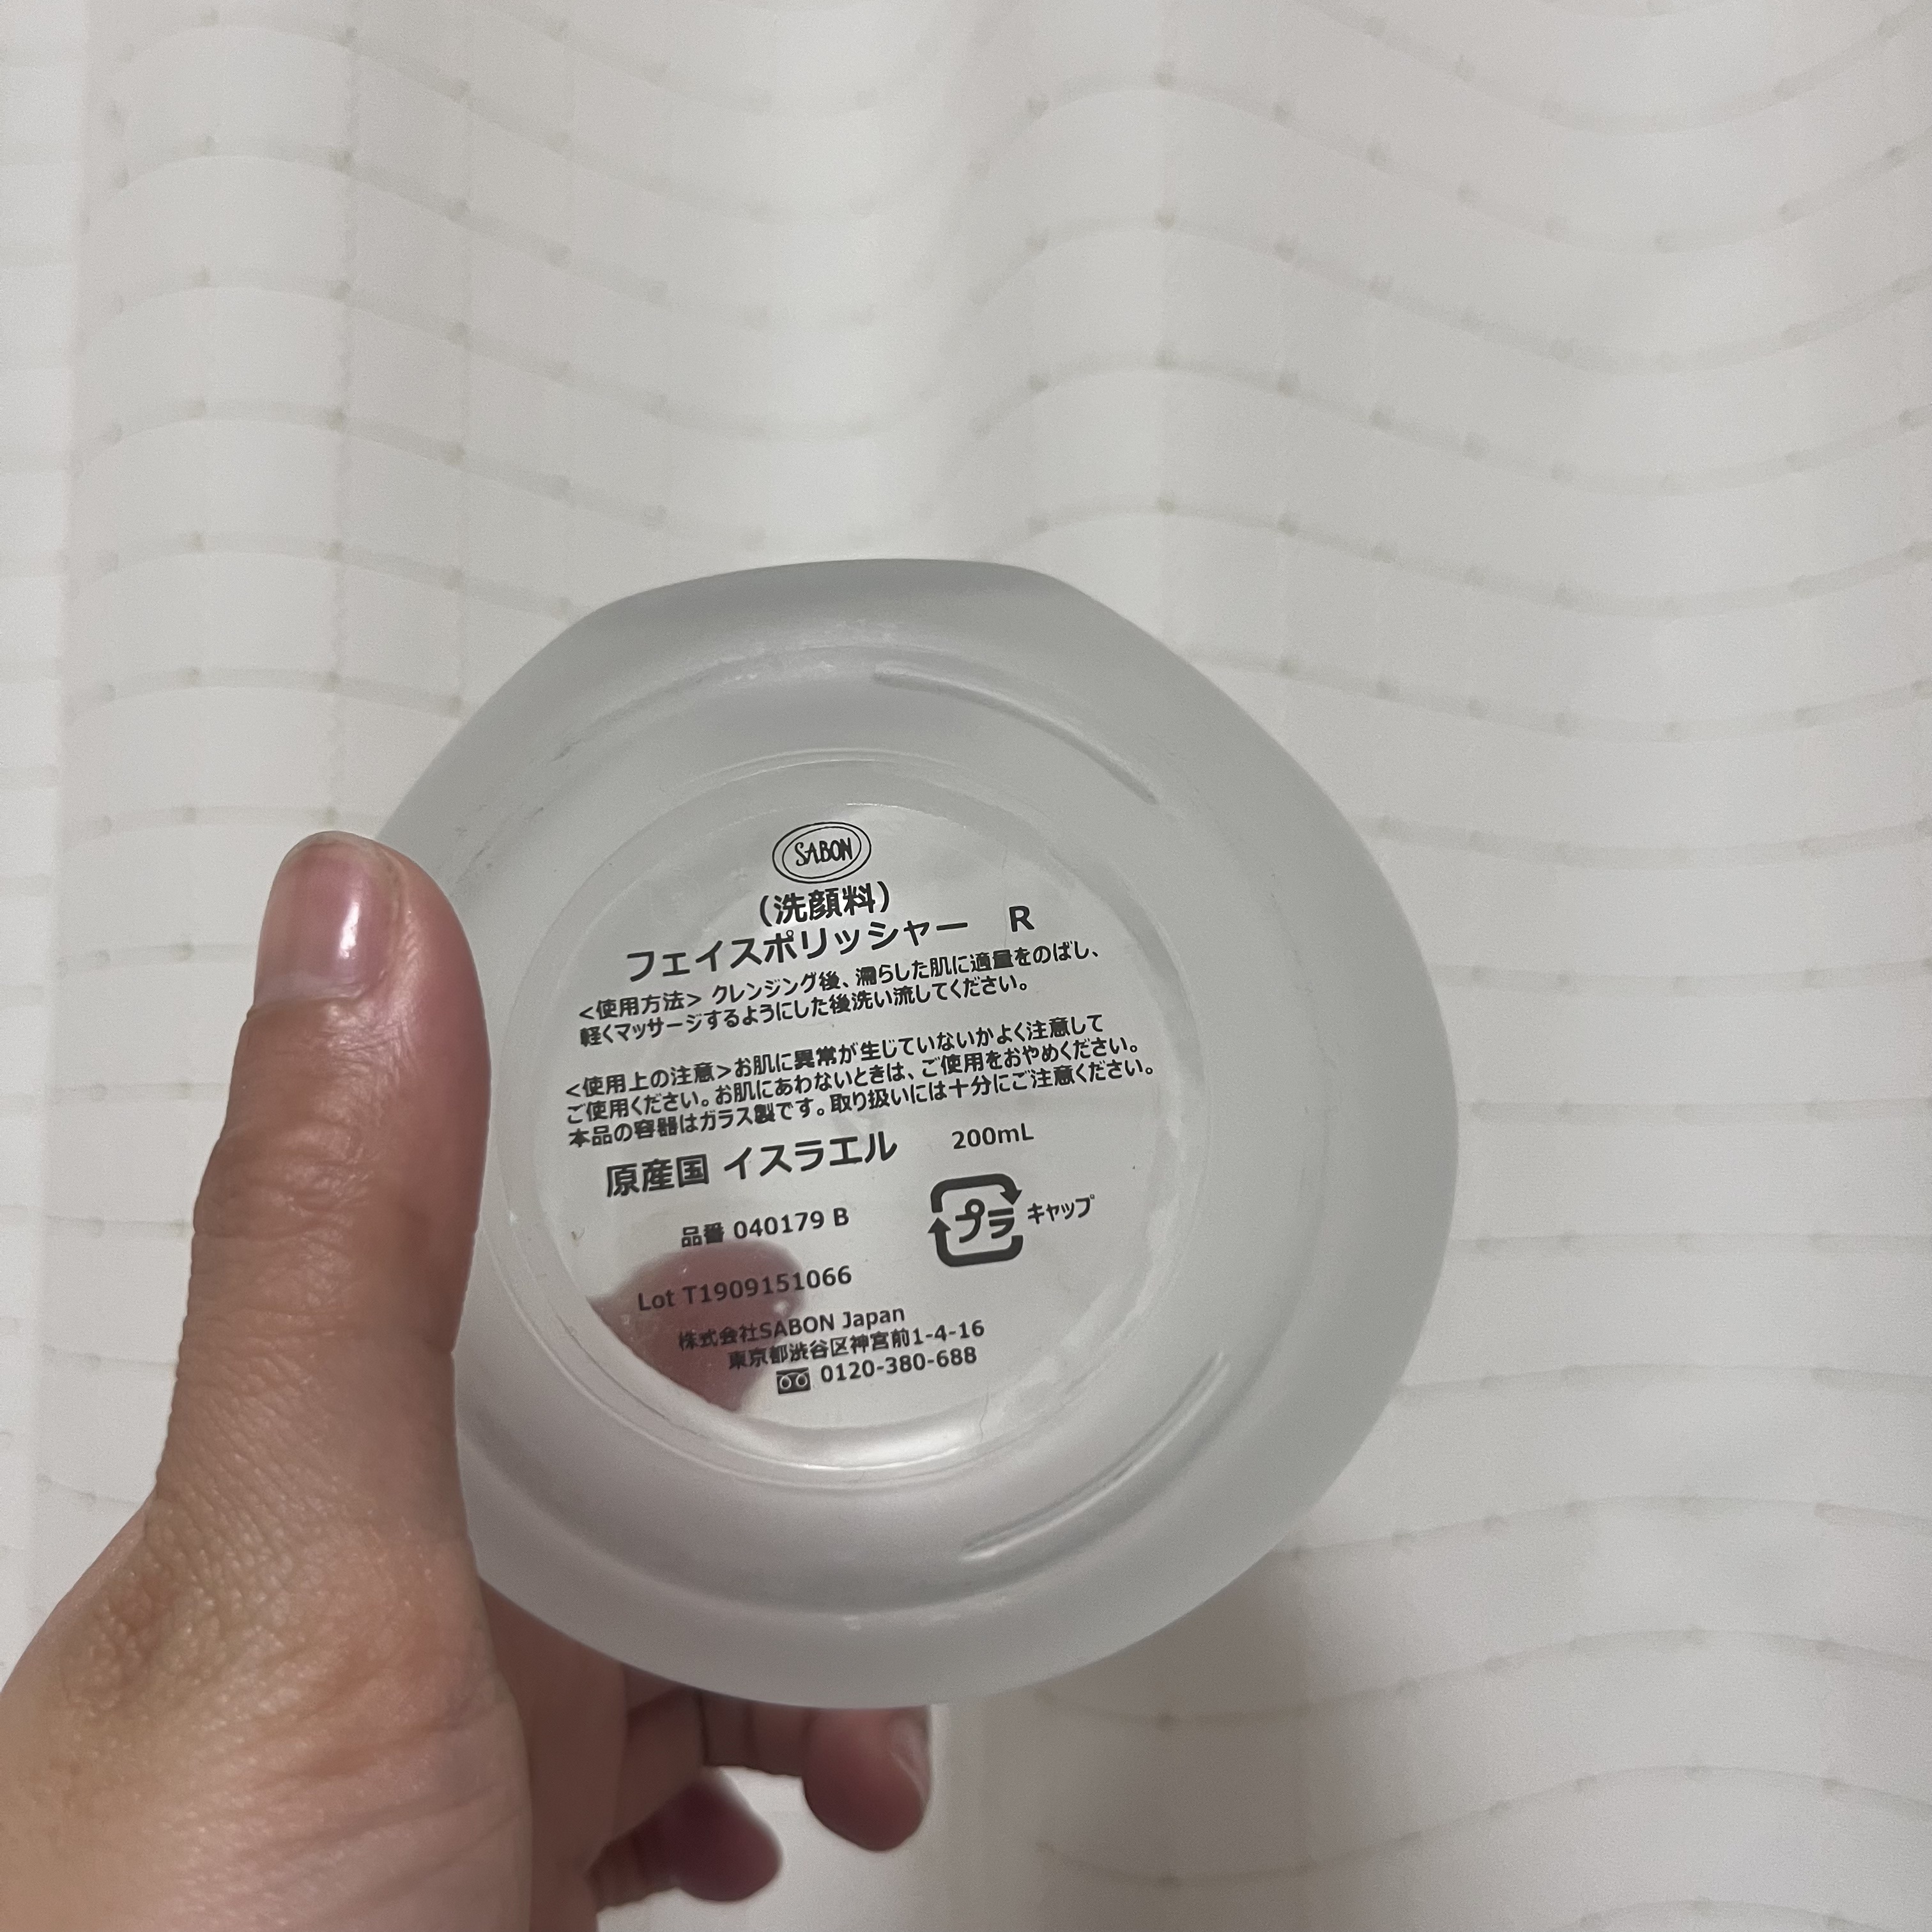 SABON
（洗顔料）
フェイスポリッシャー　R
<使用方法> クレンジング後、濡らした肌に適量をのばし、
軽くマッサージするようにした後洗い流してください。
<使用上の注意>お肌に異常が生じていないかよく注意して
ご使用ください。お肌にあわないときは、ご使用をおやめください。
本品の容器はガラス製です。取り扱いには十分にご注意ください。
原産国 イスラエル　200mL
品番 040179 B
プラ キャップ
Lot T1909151066
株式会社SABON Japan
東京都渋谷区神宮前1-4-16
0120-380-688